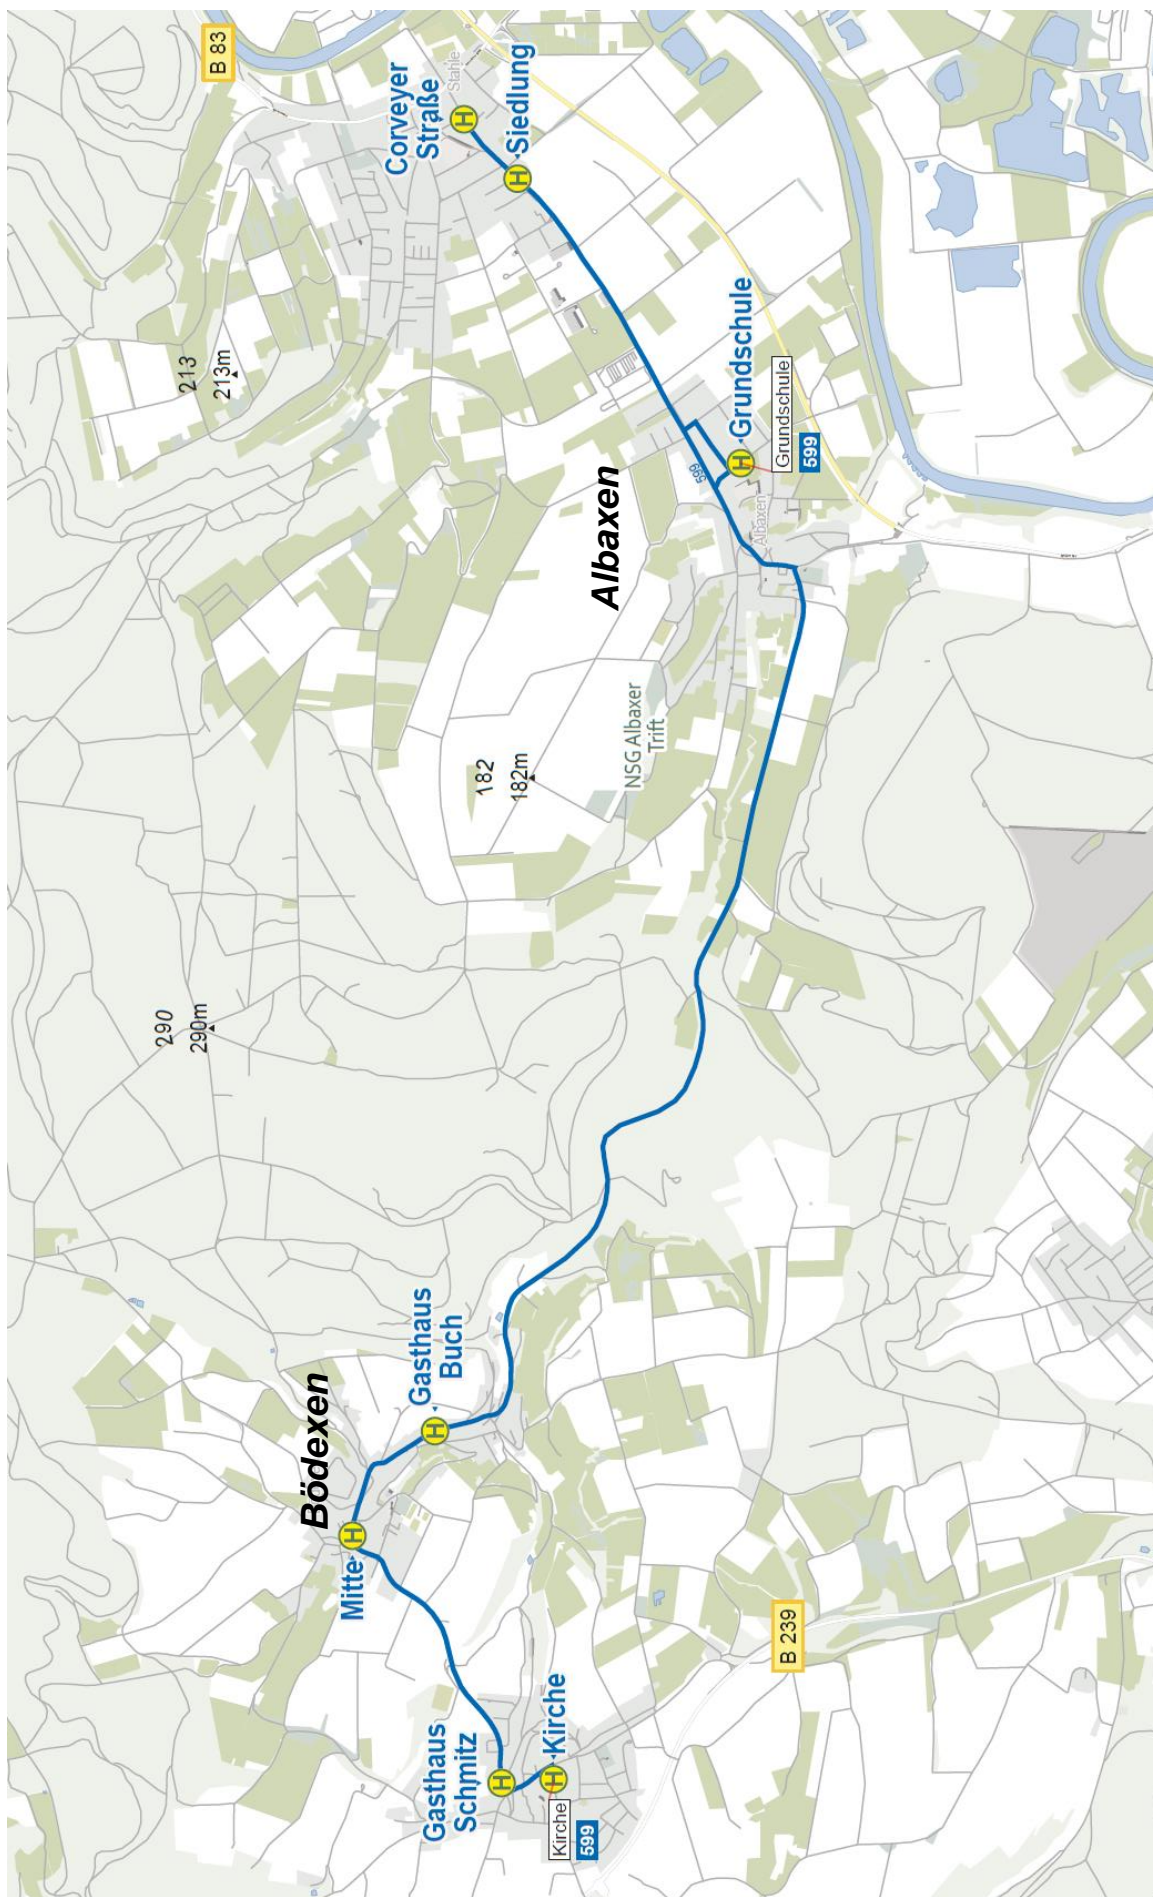 B 83
Stahle
Corveyer
Straße
Siedlung
213
213m
Grundschule
Grundschule
599
599
Albaxen
Albaxen
NSG Albaxer
Trift
182
182m
290
290m
Gasthaus
Buch
Bödexen
Mitte
B 239
Gasthaus
Schmitz
Kirche
Kirche
599